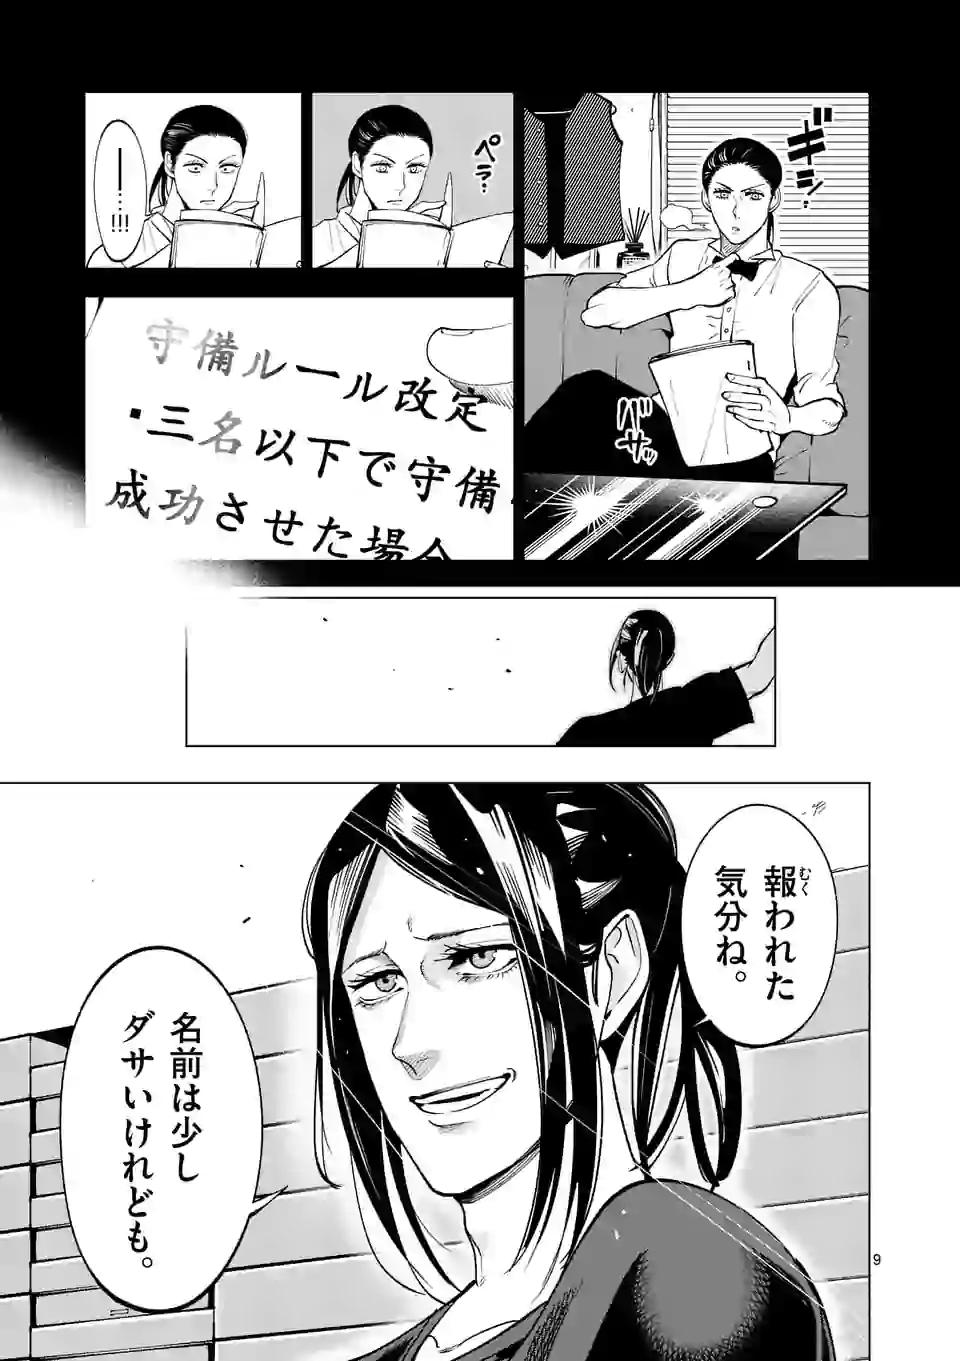 ギシ…
バサッ
ペラ…
——…!!!
守備ルール改定
・三名以下で守備
成功させた場合
報われた
むく
気分ね。
名前は少し
ダサいけれども。
9